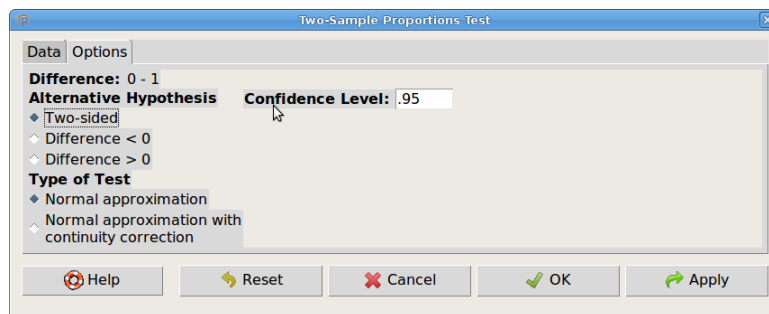 Two-Sample Proportions Test
Data Options
Difference: 0 - 1
Alternative Hypothesis Confidence Level: .95
Two-sided
Difference < 0
Difference > 0
Type of Test
Normal approximation
Normal approximation with
continuity correction
Help Reset Cancel OK Apply